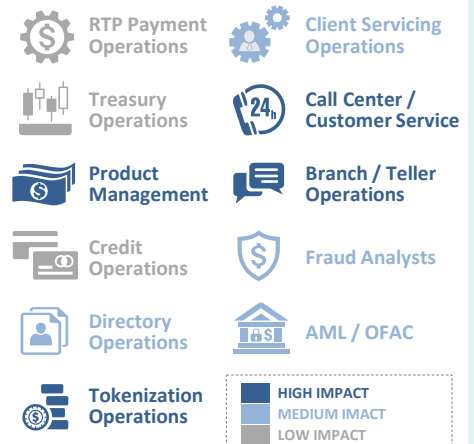 RTP Payment
Operations
Client Servicing
Operations
Treasury
Operations
24h
Call Center /
Customer Service
Product
Management
Branch / Teller
Operations
Credit
Operations
Fraud Analysts
Directory
Operations
AML / OFAC
Tokenization
Operations
HIGH IMPACT
MEDIUM IMACT
LOW IMPACT